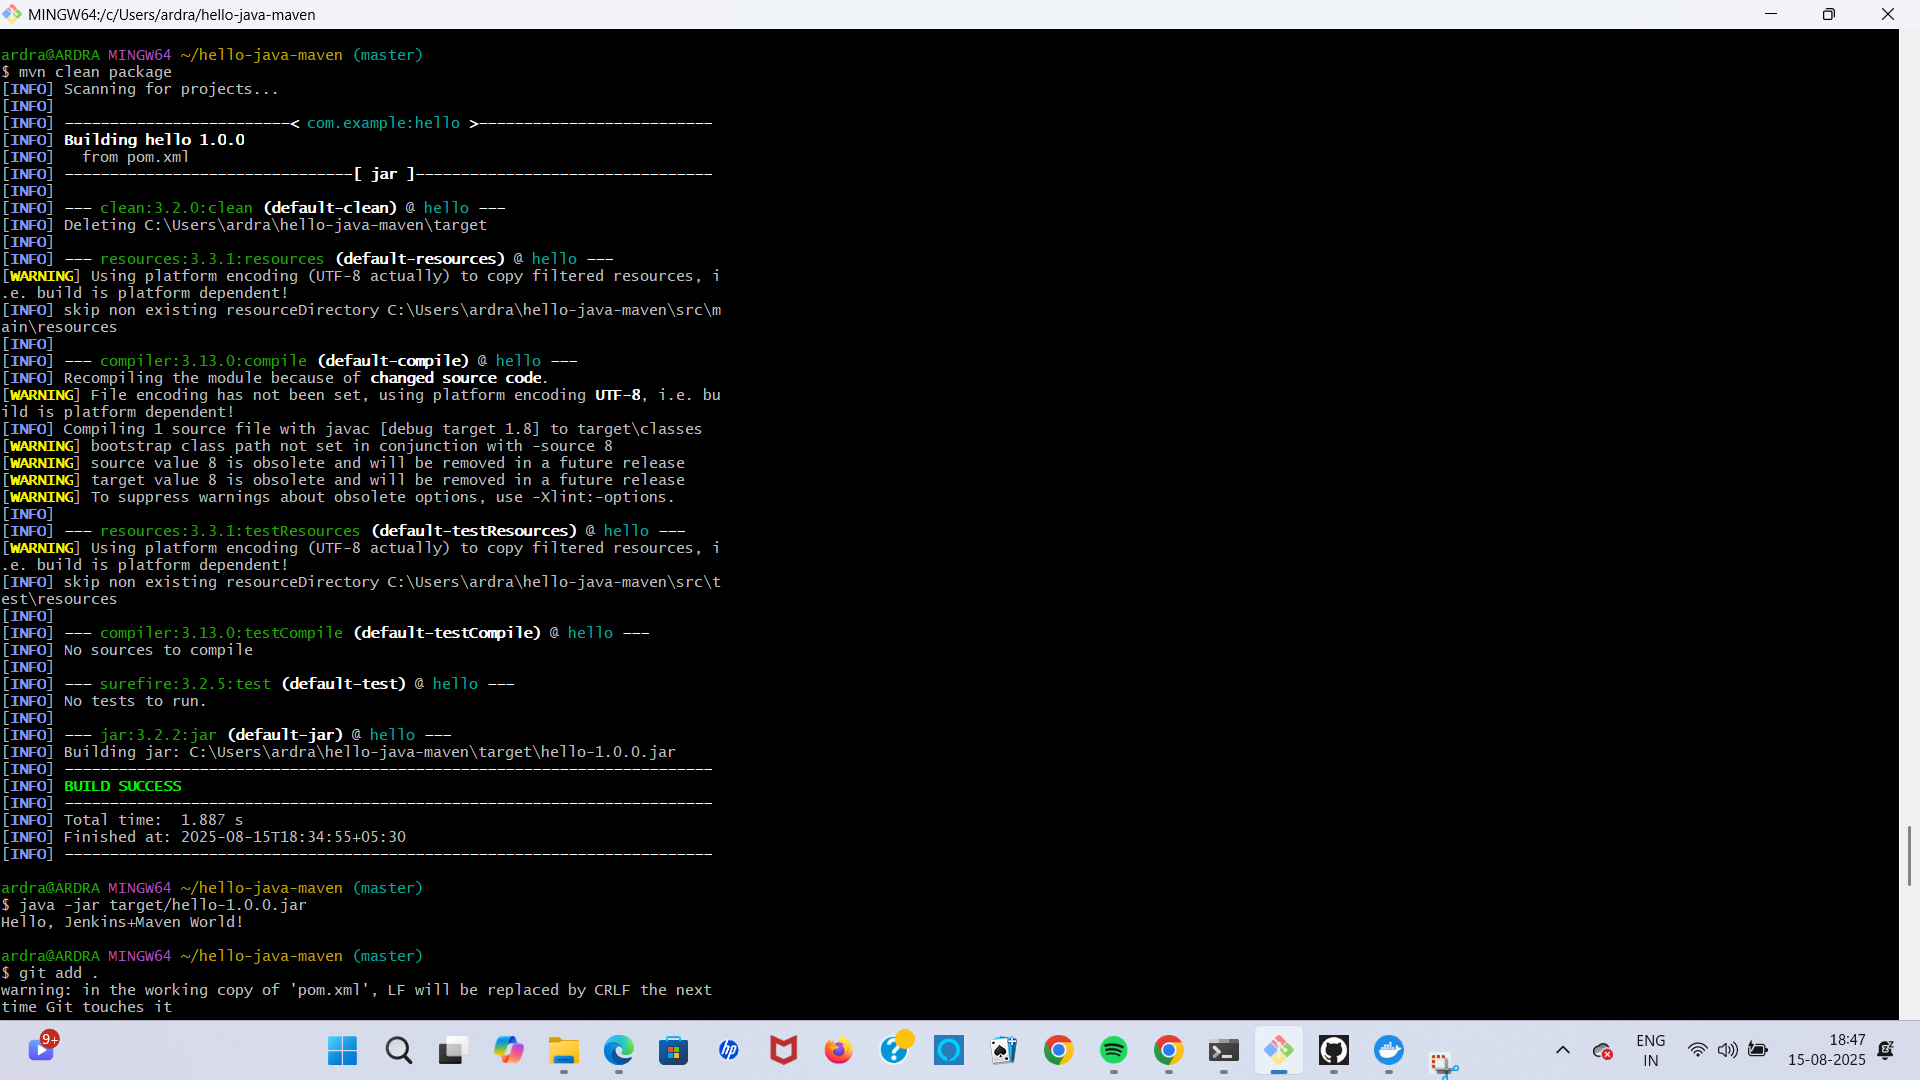 MINGW64:/c/Users/ardra/hello-java-maven
ardra@ARDRA MINGW64 ~/hello-java-maven (master)
$ mvn clean package
[INFO] Scanning for projects...
[INFO]
[INFO] -------------------------< com.example:hello >--------------------------
[INFO] Building hello 1.0.0
[INFO]   from pom.xml
[INFO] --------------------------------[ jar ]---------------------------------
[INFO]
[INFO] --- clean:3.2.0:clean (default-clean) @ hello ---
[INFO] Deleting C:\Users\ardra\hello-java-maven\target
[INFO]
[INFO] --- resources:3.3.1:resources (default-resources) @ hello ---
[WARNING] Using platform encoding (UTF-8 actually) to copy filtered resources, i
.e. build is platform dependent!
[INFO] skip non existing resourceDirectory C:\Users\ardra\hello-java-maven\src\m
ain\resources
[INFO]
[INFO] --- compiler:3.13.0:compile (default-compile) @ hello ---
[INFO] Recompiling the module because of changed source code.
[WARNING] File encoding has not been set, using platform encoding UTF-8, i.e. bu
ild is platform dependent!
[INFO] Compiling 1 source file with javac [debug target 1.8] to target\classes
[WARNING] bootstrap class path not set in conjunction with -source 8
[WARNING] source value 8 is obsolete and will be removed in a future release
[WARNING] target value 8 is obsolete and will be removed in a future release
[WARNING] To suppress warnings about obsolete options, use -Xlint:-options.
[INFO]
[INFO] --- resources:3.3.1:testResources (default-testResources) @ hello ---
[WARNING] Using platform encoding (UTF-8 actually) to copy filtered resources, i
.e. build is platform dependent!
[INFO] skip non existing resourceDirectory C:\Users\ardra\hello-java-maven\src\t
est\resources
[INFO]
[INFO] --- compiler:3.13.0:testCompile (default-testCompile) @ hello ---
[INFO] No sources to compile
[INFO]
[INFO] --- surefire:3.2.5:test (default-test) @ hello ---
[INFO] No tests to run.
[INFO]
[INFO] --- jar:3.2.2:jar (default-jar) @ hello ---
[INFO] Building jar: C:\Users\ardra\hello-java-maven\target\hello-1.0.0.jar
[INFO] ------------------------------------------------------------------------
[INFO] BUILD SUCCESS
[INFO] ------------------------------------------------------------------------
[INFO] Total time:  1.887 s
[INFO] Finished at: 2025-08-15T18:34:55+05:30
[INFO] ------------------------------------------------------------------------
ardra@ARDRA MINGW64 ~/hello-java-maven (master)
$ java -jar target/hello-1.0.0.jar
Hello, Jenkins+Maven World!
ardra@ARDRA MINGW64 ~/hello-java-maven (master)
$ git add .
warning: in the working copy of 'pom.xml', LF will be replaced by CRLF the next
time Git touches it
9+
hp
ENG
IN
18:47
15-08-2025